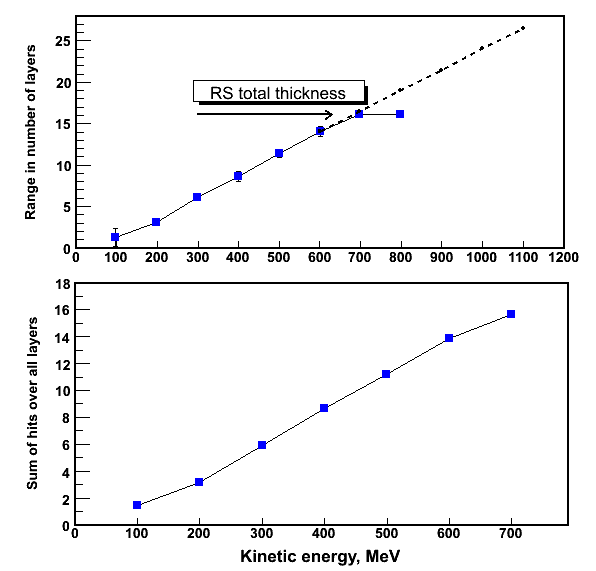 Range in number of layers
25
20
15
10
5
0
RS total thickness
0 100 200 300 400 500 600 700 800 900 1000 1100 1200
Sum of hits over all layers
18
16
14
12
10
8
6
4
2
0
0 100 200 300 400 500 600 700
Kinetic energy, MeV